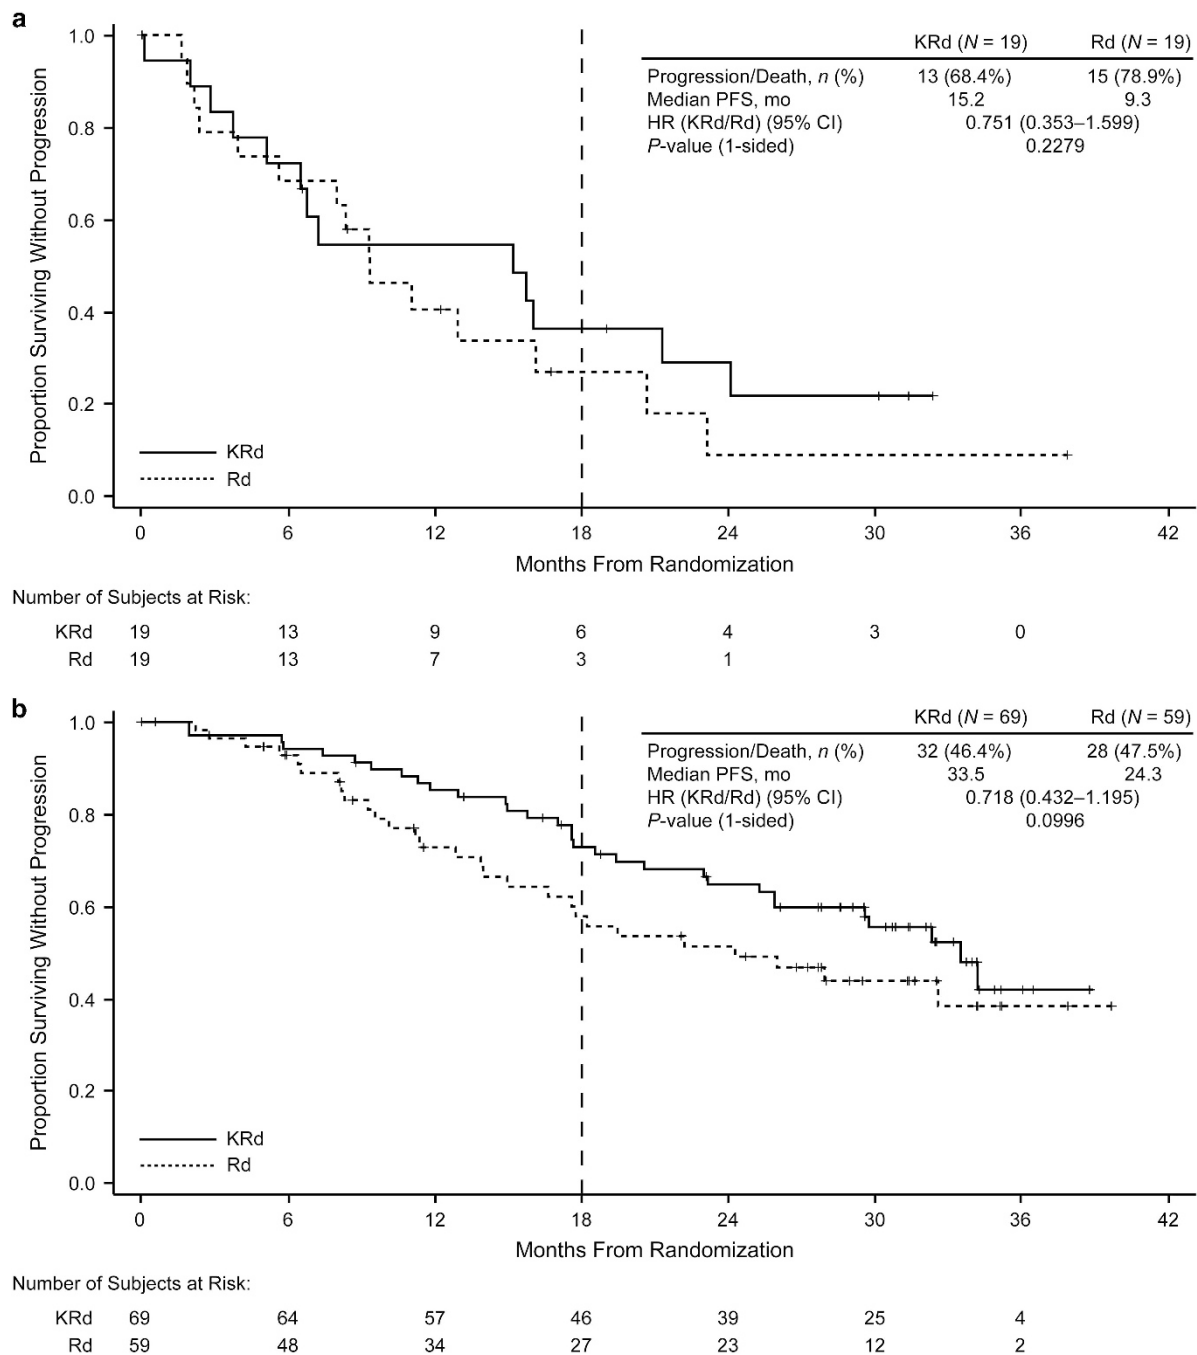 a
KRd (N = 19) Rd (N = 19)
Progression/Death, n (%) 13 (68.4%) 15 (78.9%)
Median PFS, mo 15.2 9.3
HR (KRd/Rd) (95% CI) 0.751 (0.353–1.599)
P-value (1-sided) 0.2279
Proportion Surviving Without Progression
1.0
0.8
0.6
0.4
0.2
0.0
KRd
Rd
0 6 12 18 24 30 36 42
Months From Randomization
Number of Subjects at Risk:
KRd 19 13 9 6 4 3 0
Rd 19 13 7 3 1
b
KRd (N = 69) Rd (N = 59)
Progression/Death, n (%) 32 (46.4%) 28 (47.5%)
Median PFS, mo 33.5 24.3
HR (KRd/Rd) (95% CI) 0.718 (0.432–1.195)
P-value (1-sided) 0.0996
Proportion Surviving Without Progression
1.0
0.8
0.6
0.4
0.2
0.0
KRd
Rd
0 6 12 18 24 30 36 42
Months From Randomization
Number of Subjects at Risk:
KRd 69 64 57 46 39 25 4
Rd 59 48 34 27 23 12 2